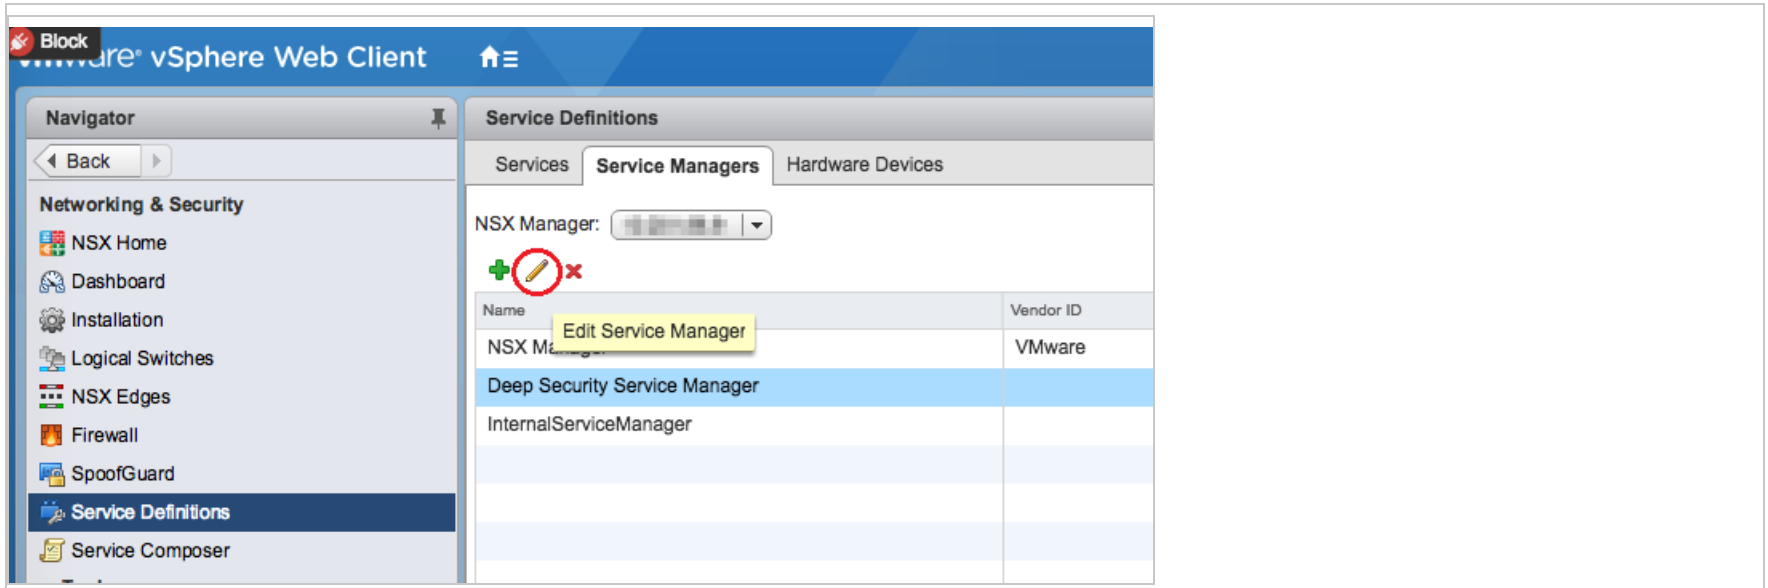 Block
vmware® vSphere Web Client
Navigator
Back
Networking & Security
NSX Home
Dashboard
Installation
Logical Switches
NSX Edges
Firewall
SpoofGuard
Service Definitions
Service Composer
Service Definitions
Services Service Managers Hardware Devices
NSX Manager:
Name Vendor ID
Edit Service Manager
NSX Manager VMware
Deep Security Service Manager
InternalServiceManager